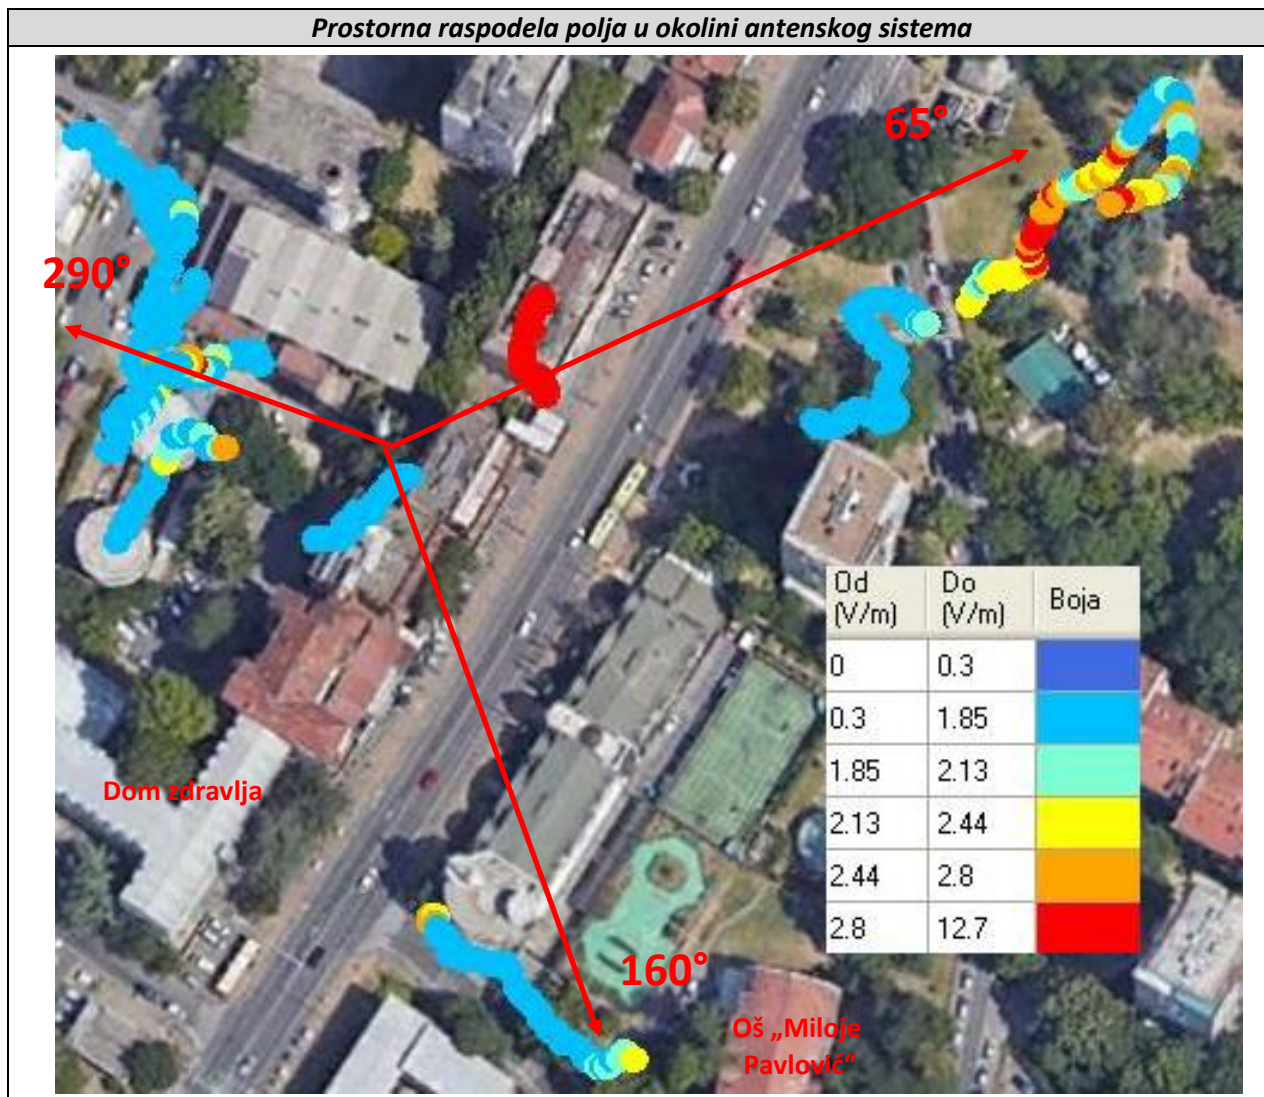 Prostorna raspodela polja u okolini antenskog sistema
65°
290°
Od (V/m) Do (V/m) Boja
0 0.3
0.3 1.85
1.85 2.13
2.13 2.44
2.44 2.8
2.8 12.7
Dom zdravlja
160°
Oš „Miloje
Pavlović“